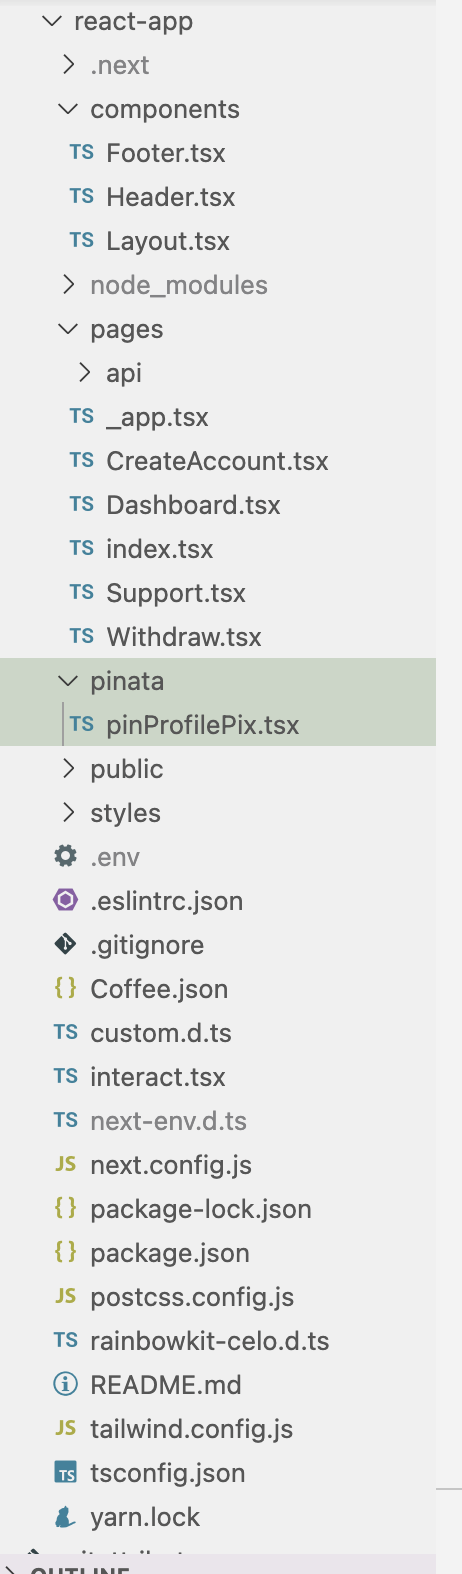 react-app
.next
components
TS Footer.tsx
TS Header.tsx
TS Layout.tsx
node_modules
pages
api
TS _app.tsx
TS CreateAccount.tsx
TS Dashboard.tsx
TS index.tsx
TS Support.tsx
TS Withdraw.tsx
pinata
TS pinProfilePix.tsx
public
styles
.env
.eslintrc.json
.gitignore
{} Coffee.json
TS custom.d.ts
TS interact.tsx
TS next-env.d.ts
JS next.config.js
{} package-lock.json
{} package.json
JS postcss.config.js
TS rainbowkit-celo.d.ts
README.md
JS tailwind.config.js
TS tsconfig.json
yarn.lock
OUTLINE